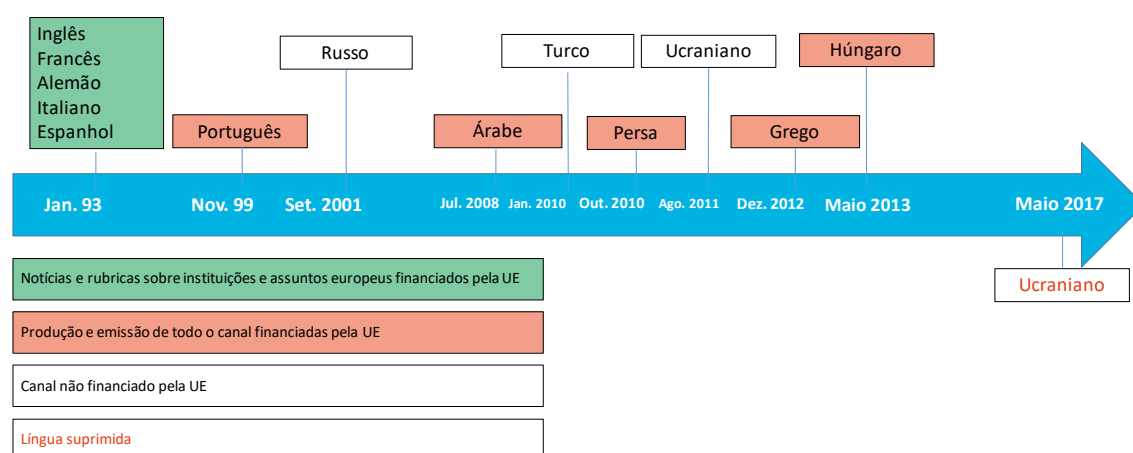 Inglês
Francês
Alemão
Italiano
Espanhol
Português
Russo
Árabe
Turco
Persa
Ucraniano
Grego
Húngaro
Jan. 93
Nov. 99
Set. 2001
Jul. 2008
Jan. 2010
Out. 2010
Ago. 2011
Dez. 2012
Maio 2013
Maio 2017
Ucraniano
Notícias e rubricas sobre instituições e assuntos europeus financiados pela UE
Produção e emissão de todo o canal financiadas pela UE
Canal não financiado pela UE
Língua suprimida